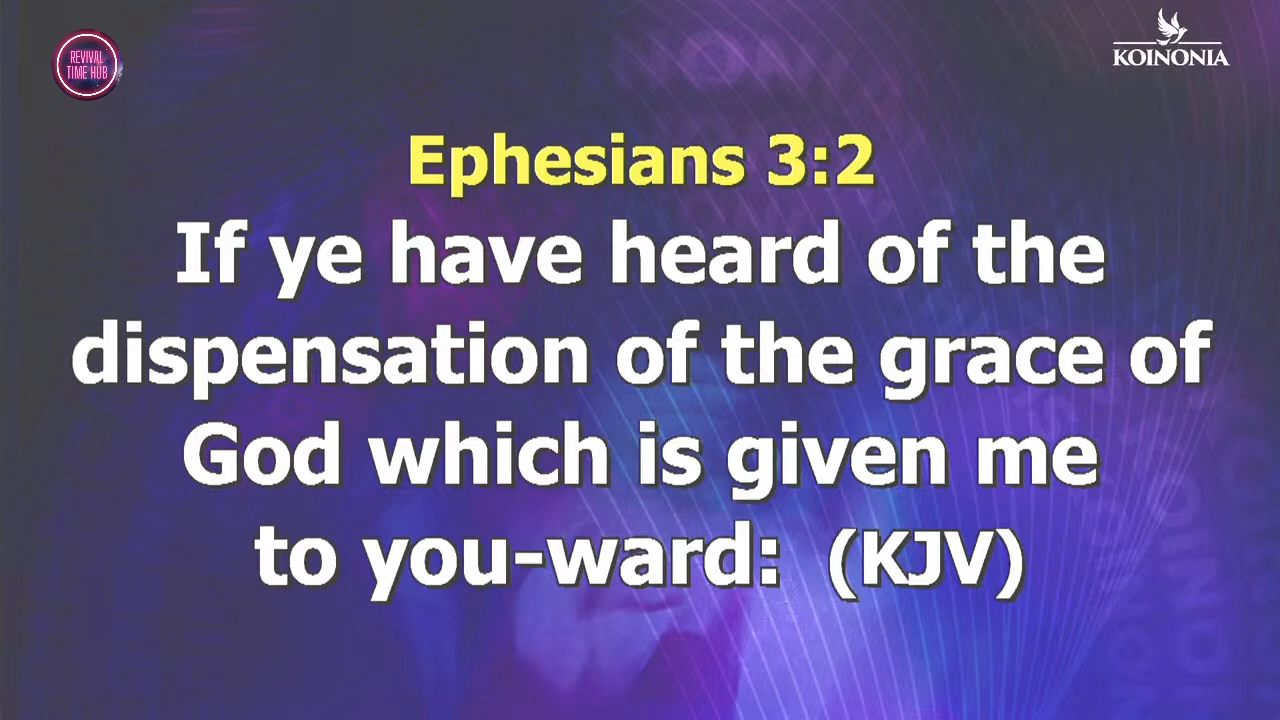 REVIVAL
TIME HUB
KOINONIA
Ephesians 3:2
If ye have heard of the
dispensation of the grace of
God which is given me
to you-ward: (KJV)